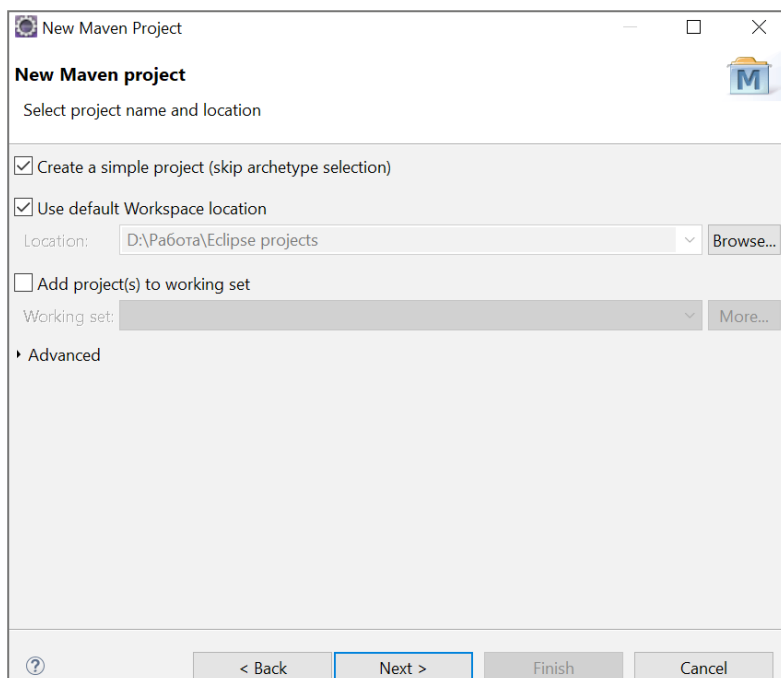 New Maven Project
New Maven project
M
Select project name and location
Create a simple project (skip archetype selection)
Use default Workspace location
Location: D:\Работа\Eclipse projects Browse...
Add project(s) to working set
Working set: More...
Advanced
? < Back Next > Finish Cancel